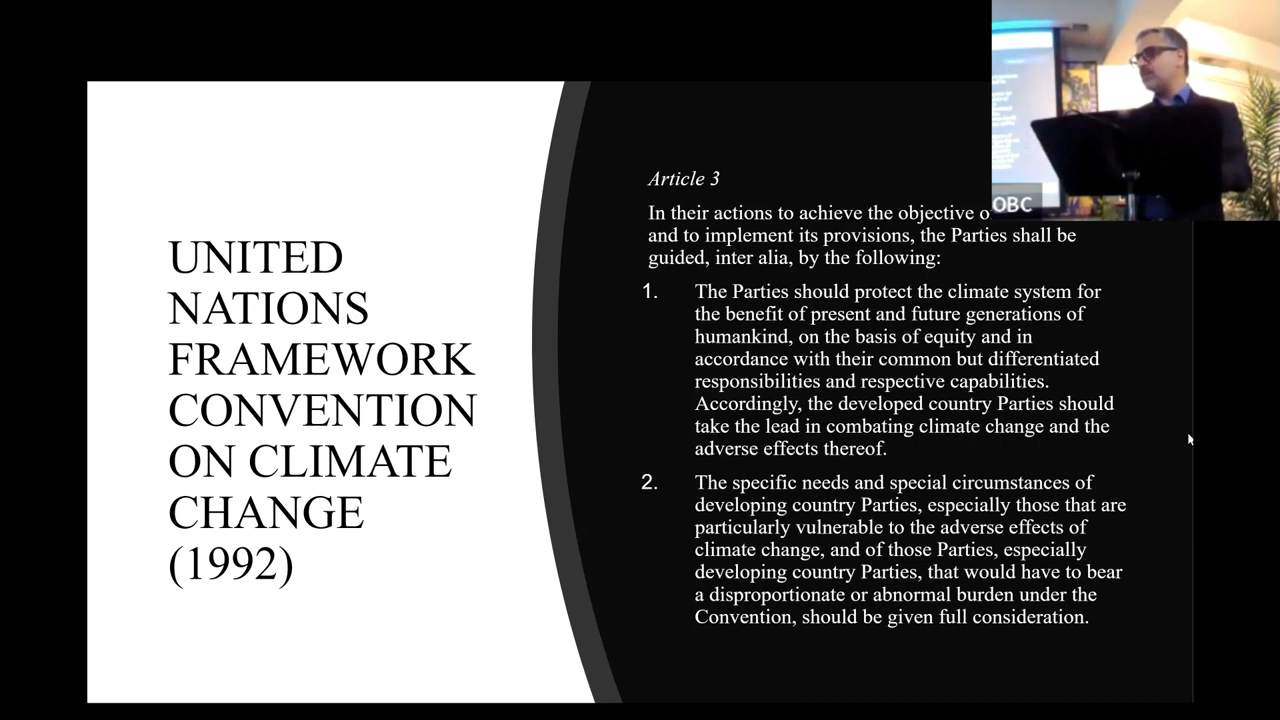 UNITED
NATIONS
FRAMEWORK
CONVENTION
ON CLIMATE
CHANGE
(1992)
Article 3
In their actions to achieve the objective o
and to implement its provisions, the Parties shall be
guided, inter alia, by the following:
1. The Parties should protect the climate system for
the benefit of present and future generations of
humankind, on the basis of equity and in
accordance with their common but differentiated
responsibilities and respective capabilities.
Accordingly, the developed country Parties should
take the lead in combating climate change and the
adverse effects thereof.
2. The specific needs and special circumstances of
developing country Parties, especially those that are
particularly vulnerable to the adverse effects of
climate change, and of those Parties, especially
developing country Parties, that would have to bear
a disproportionate or abnormal burden under the
Convention, should be given full consideration.
OBC